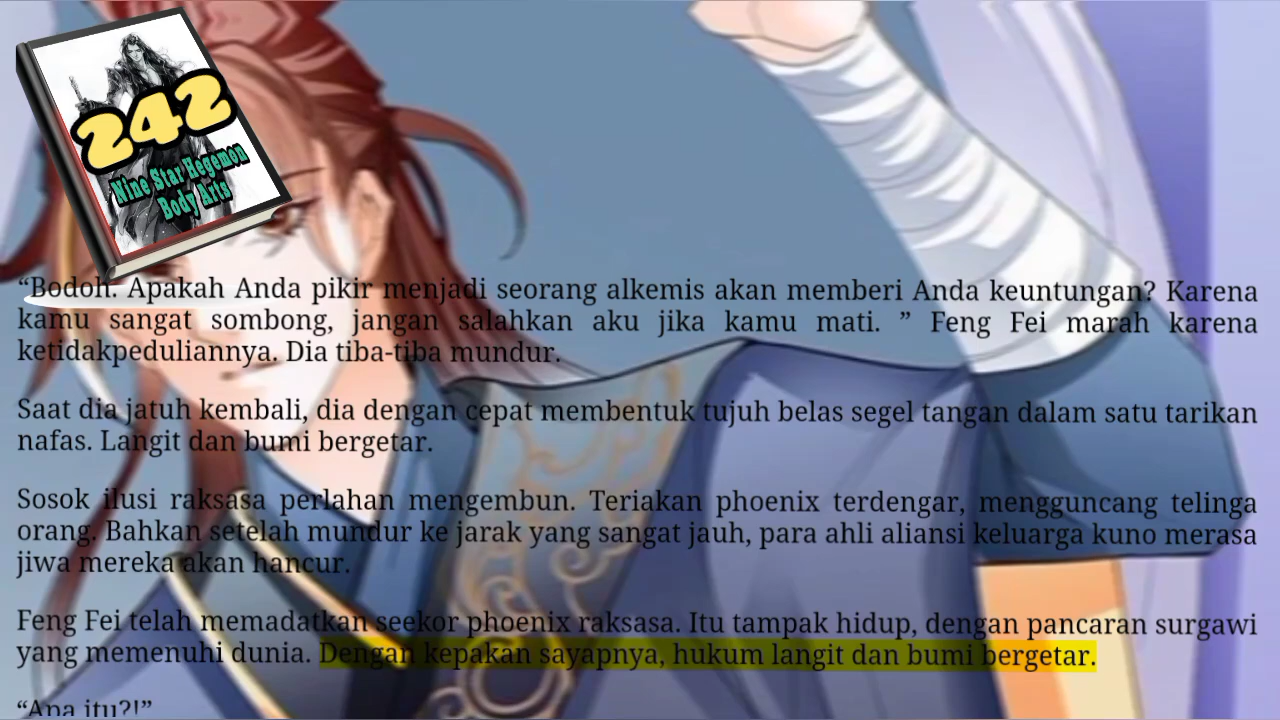 242
Nine Star Hegemon
Body Arts
“Bodoh. Apakah Anda pikir menjadi seorang alkemis akan memberi Anda keuntungan? Karena
kamu sangat sombong, jangan salahkan aku jika kamu mati. ” Feng Fei marah karena
ketidakpeduliannya. Dia tiba-tiba mundur.
Saat dia jatuh kembali, dia dengan cepat membentuk tujuh belas segel tangan dalam satu tarikan
nafas. Langit dan bumi bergetar.
Sosok ilusi raksasa perlahan mengembun. Teriakan phoenix terdengar, mengguncang telinga
orang. Bahkan setelah mundur ke jarak yang sangat jauh, para ahli aliansi keluarga kuno merasa
jiwa mereka akan hancur.
Feng Fei telah memadatkan seekor phoenix raksasa. Itu tampak hidup, dengan pancaran surgawi
yang memenuhi dunia. Dengan kepakan sayapnya, hukum langit dan bumi bergetar.
“Apa itu?!”